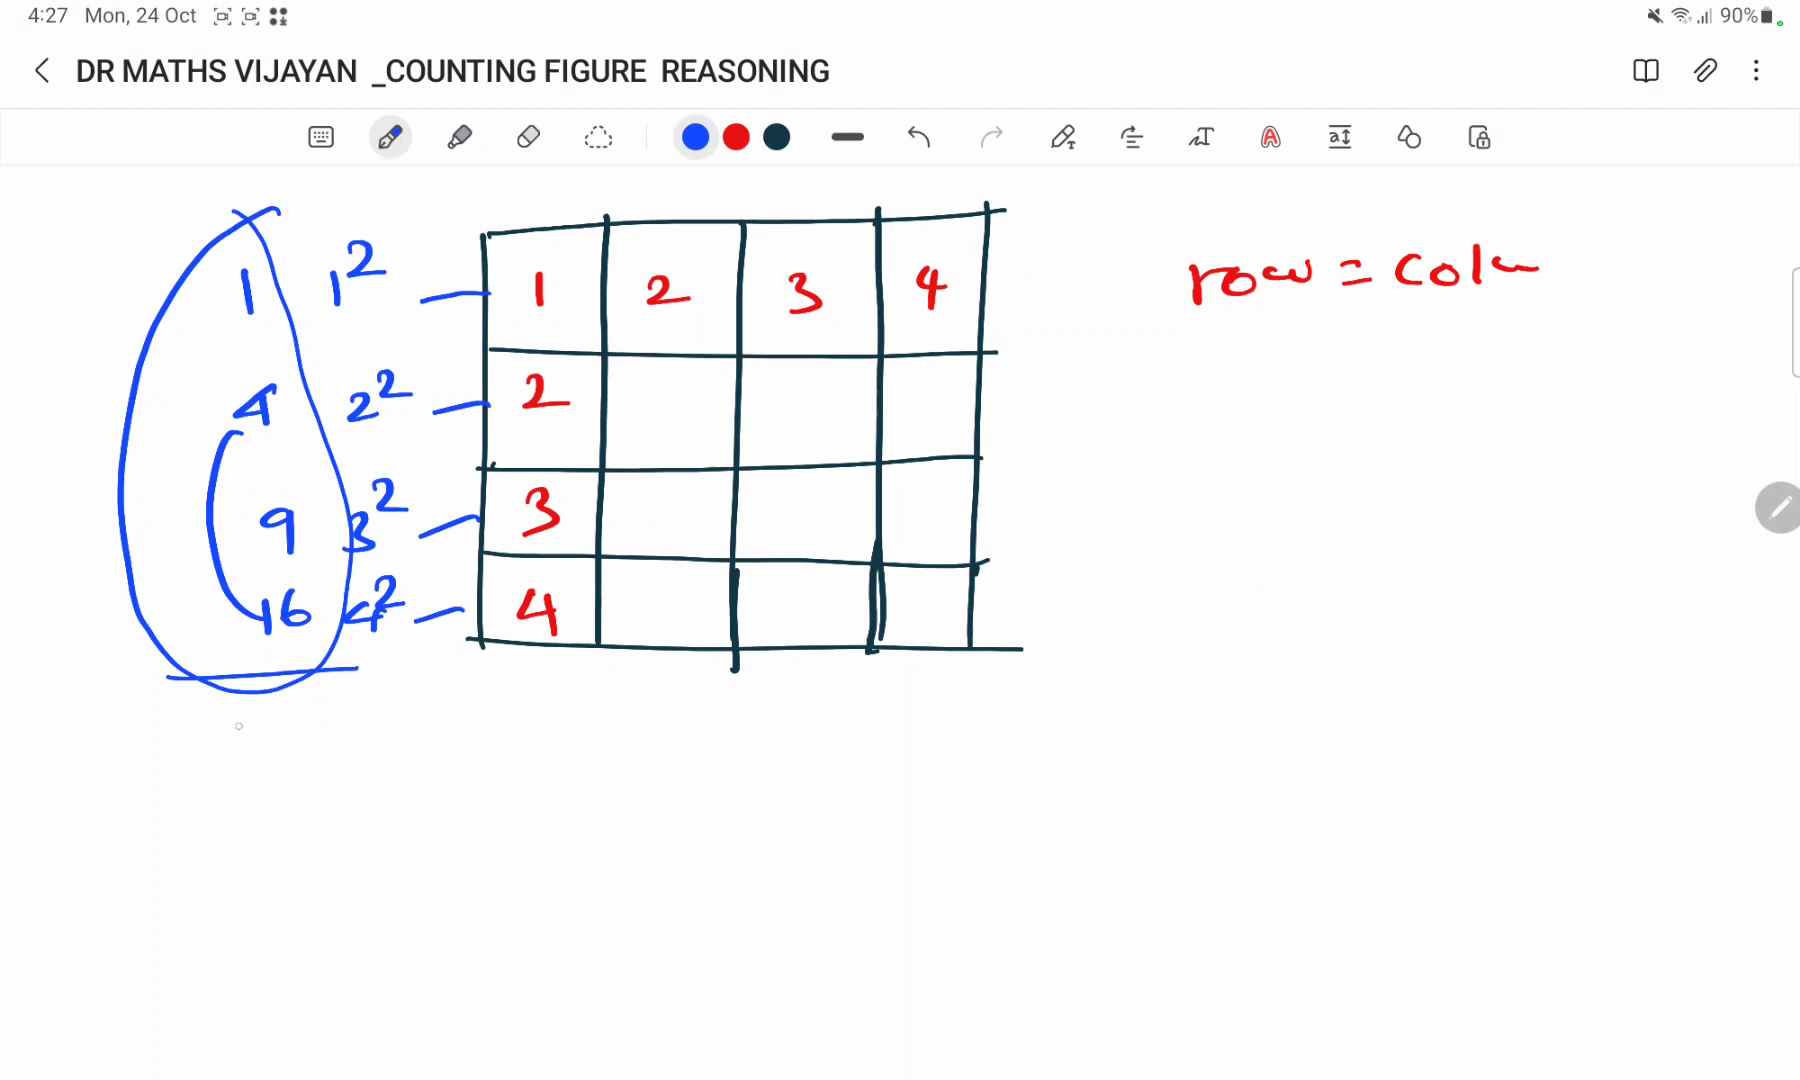 4:27 Mon, 24 Oct 90%
DR MATHS VIJAYAN _COUNTING FIGURE REASONING
1 1² 1 2 3 4 row =
4 2² 2
9 3² 3
16 4² 4